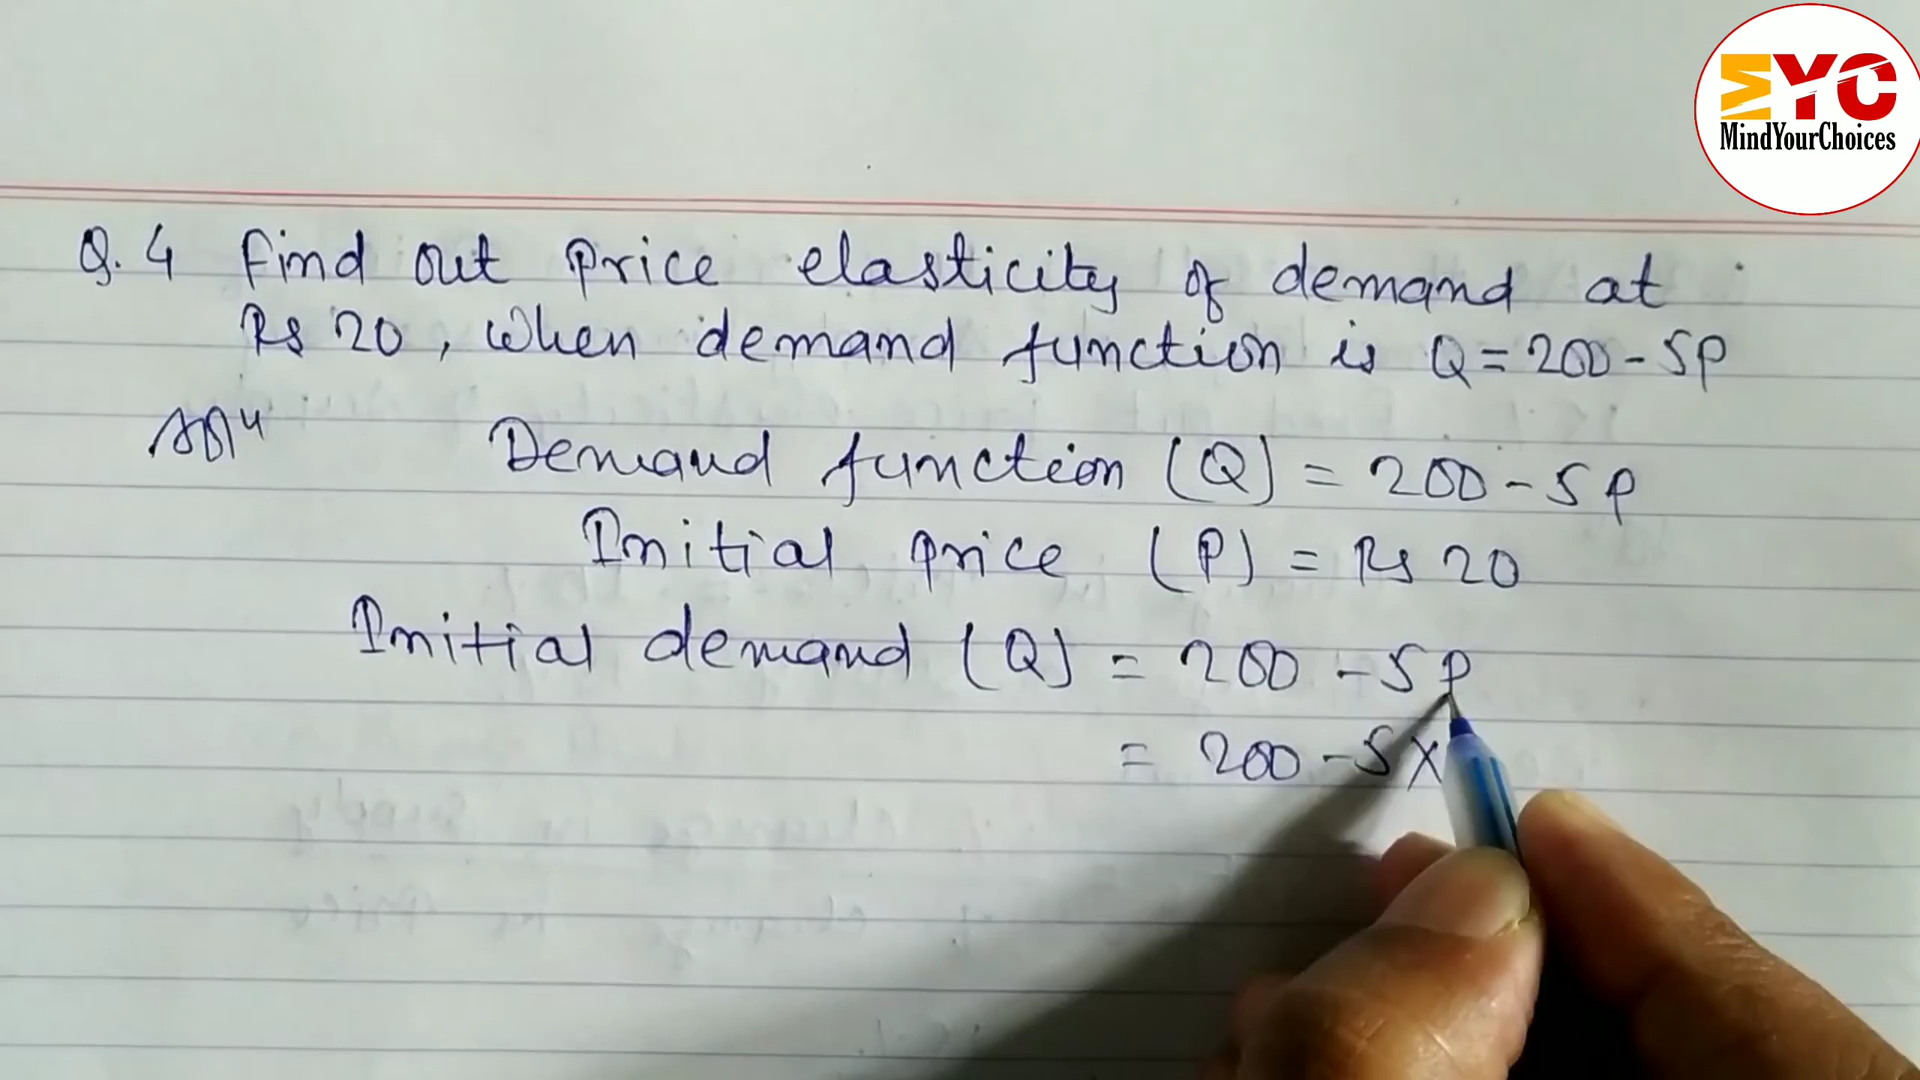 MYC
MindYourChoices
Q. 4 Find out price elasticity of demand at
Rs 20, When demand function is Q = 200 - 5P
Demand function (Q) = 200 - 5P
Initial price (P) = Rs 20
Initial demand (Q) = 200 - 5P
= 200 - 5X